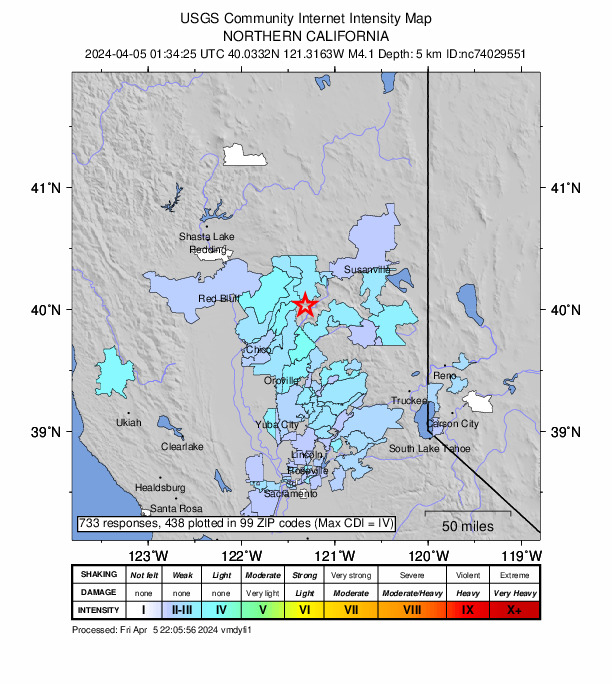 USGS Community Internet Intensity Map
NORTHERN CALIFORNIA
2024-04-05 01:34:25 UTC 40.0332N 121.3163W M4.1 Depth: 5 km ID:nc74029551
41°N 41°N
Shasta Lake
Redding
Susanville
Red Bluff
40°N 40°N
Chico
Oroville
Reno
Truckee
Ukiah
Yuba City
Carson City
39°N 39°N
Clearlake
South Lake Tahoe
Lincoln
Roseville
Healdsburg
Sacramento
Santa Rosa
733 responses, 438 plotted in 99 ZIP codes (Max CDI = IV)
50 miles
123°W 122°W 121°W 120°W 119°W
SHAKING Not felt Weak Light Moderate Strong Very strong Severe Violent Extreme
DAMAGE none none none Very light Light Moderate Moderate/Heavy Heavy Very Heavy
INTENSITY I II-III IV V VI VII VIII IX X+
Processed: Fri Apr 5 22:05:56 2024 vmdyfi1